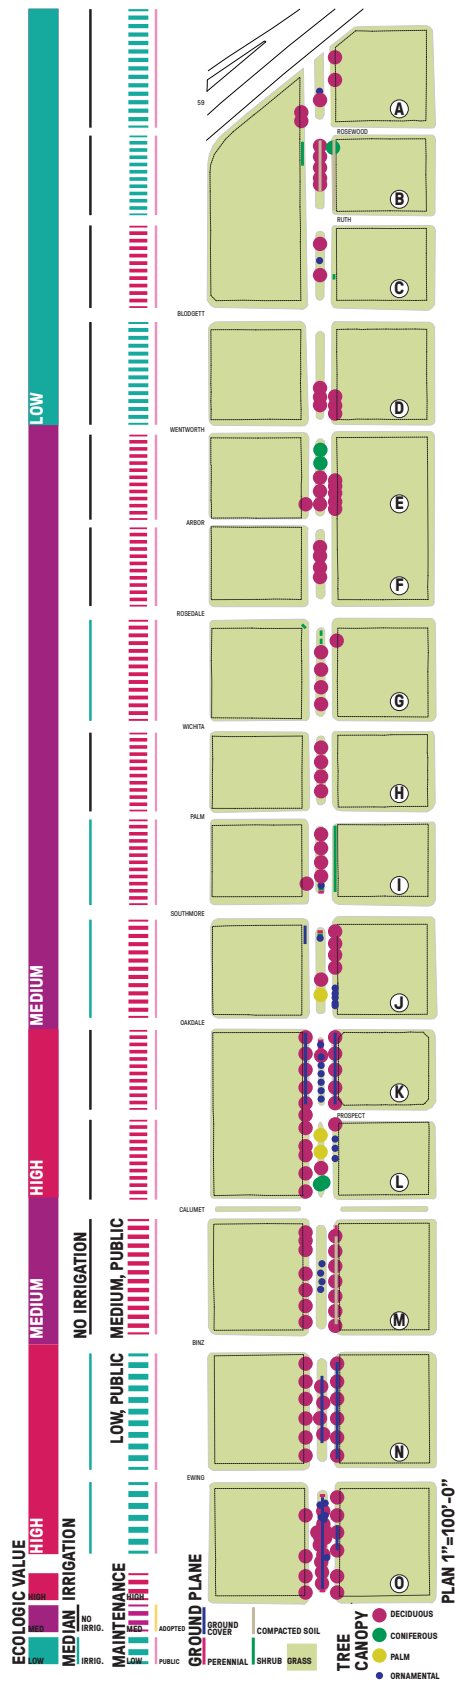 59
A
ROSEWOOD
B
RUTH
C
BLODGETT
LOW
D
WENTWORTH
E
ARBOR
F
ROSEDALE
G
WICHITA
H
PALM
I
SOUTHMORE
MEDIUM
J
OAKDALE
K
PROSPECT
HIGH
L
CALUMET
MEDIUM
NO IRRIGATION
MEDIUM, PUBLIC
M
BINZ
LOW, PUBLIC
N
EWING
HIGH
O
ECOLOGIC VALUE
HIGH
MED
LOW
MEDIAN IRRIGATION
NO
IRRIG.
IRRIG.
MAINTENANCE
HIGH
MED
LOW
ADOPTED
PUBLIC
GROUND PLANE
GROUND
COVER
PERENNIAL
COMPACTED SOIL
SHRUB
GRASS
TREE
CANOPY
DECIDUOUS
CONIFEROUS
PALM
ORNAMENTAL
PLAN 1"=100'-0"